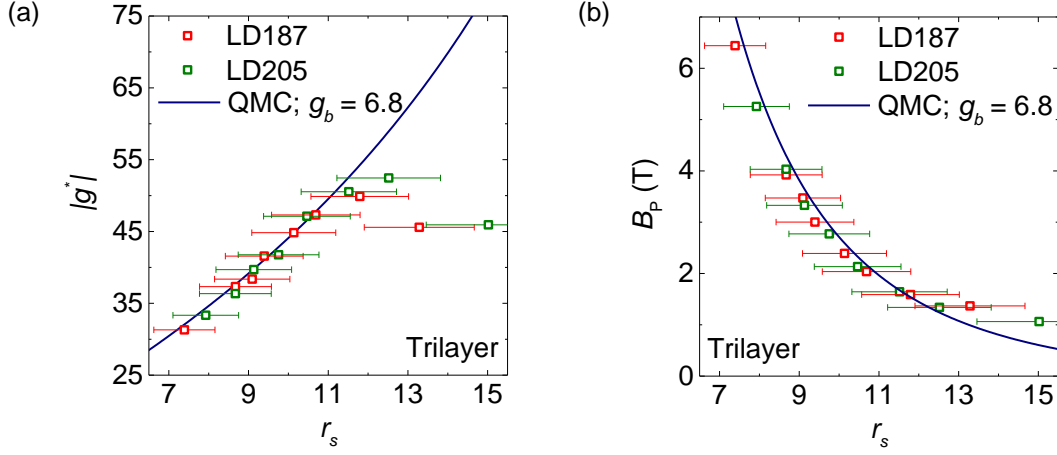 (a)
75
65
55
45
35
25
|g*|
LD187
LD205
QMC; g_b = 6.8
Trilayer
7 9 11 13 15
r_s
(b)
6
4
2
0
B_P (T)
LD187
LD205
QMC; g_b = 6.8
Trilayer
7 9 11 13 15
r_s